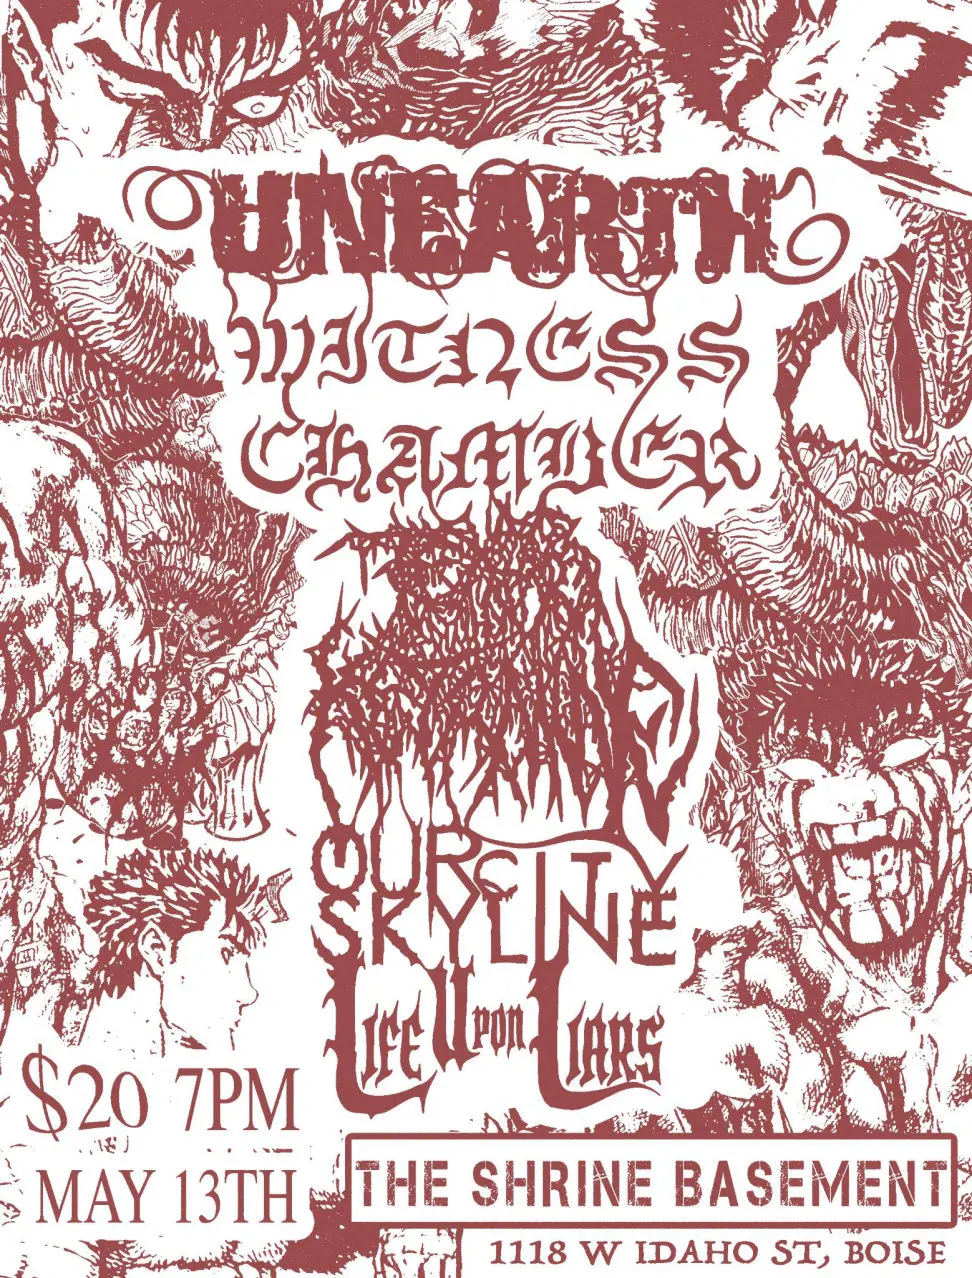 UNEARTH
WITNESS
CHAMBER
OUR CITY
SKYLINE
LIFE UPON LIARS
$20 7PM
MAY 13TH
THE SHRINE BASEMENT
1118 W IDAHO ST, BOISE